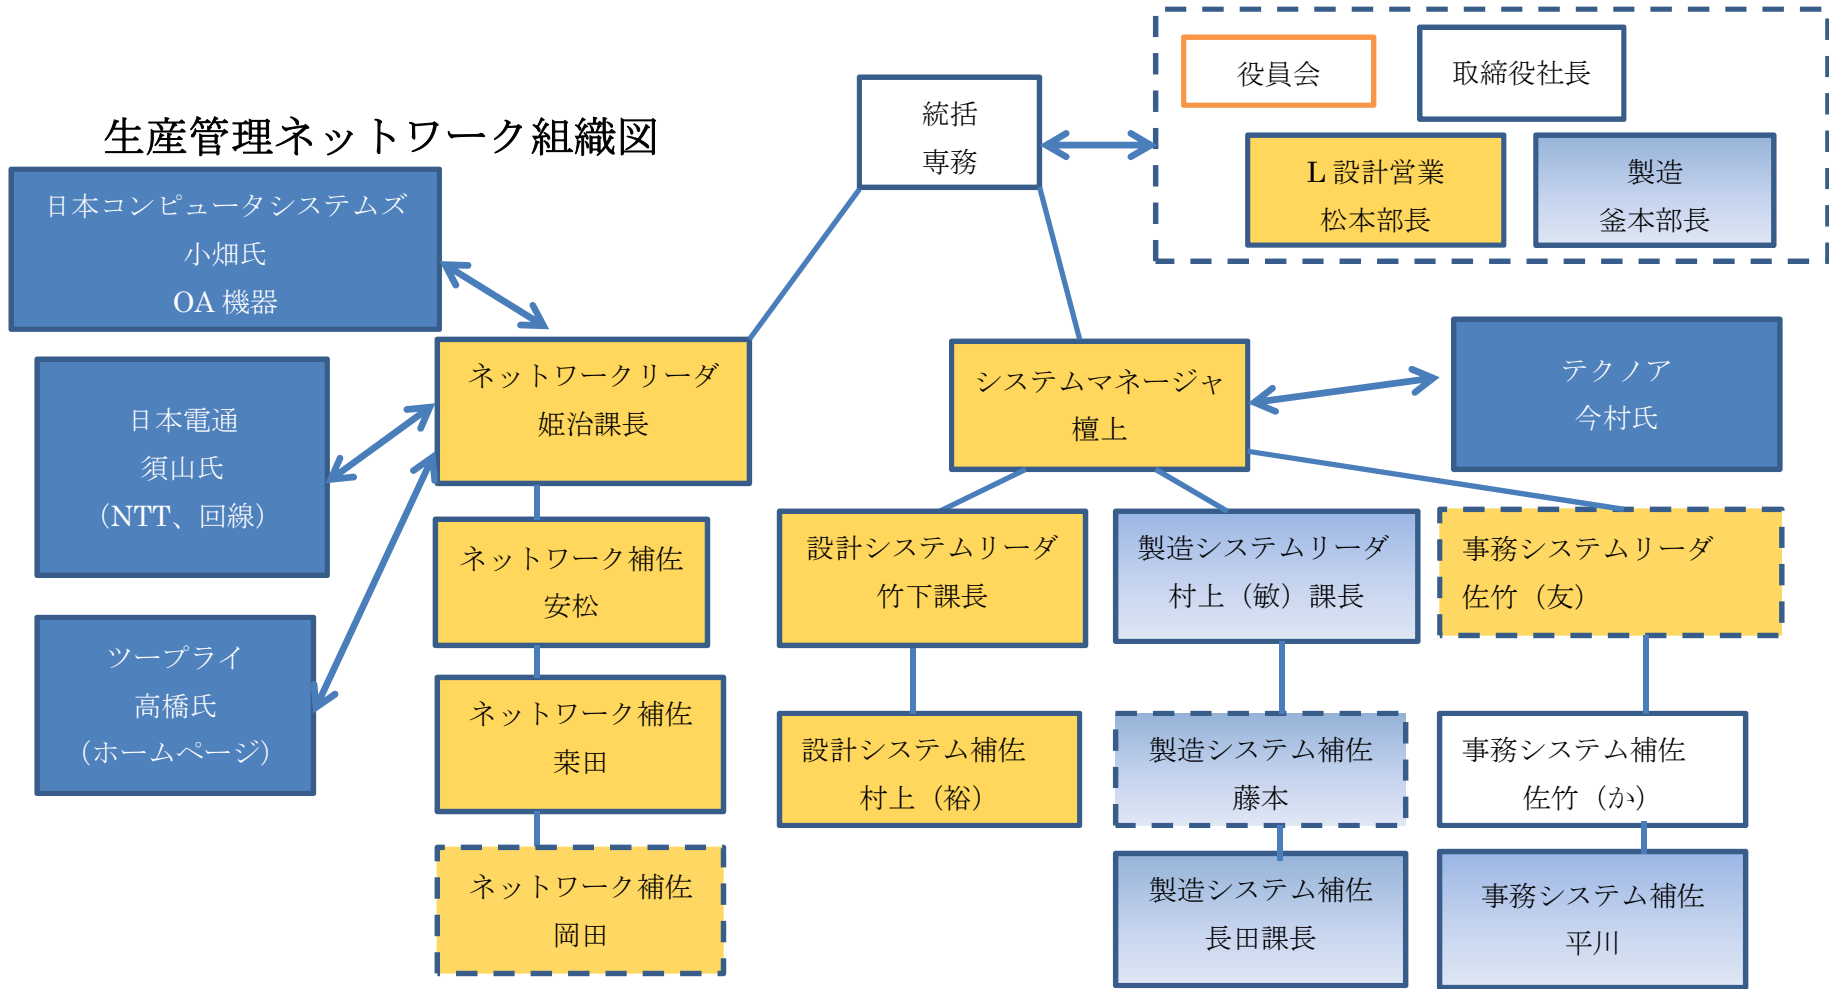 生産管理ネットワーク組織図
役員会
取締役社長
L 設計営業
松本部長
製造
釜本部長
統括
専務
日本コンピュータシステムズ
小畑氏
OA 機器
日本電通
須山氏
（NTT、回線）
ツープライ
高橋氏
（ホームページ）
ネットワークリーダ
姫治課長
ネットワーク補佐
安松
ネットワーク補佐
桒田
ネットワーク補佐
岡田
システムマネージャ
檀上
テクノア
今村氏
設計システムリーダ
竹下課長
設計システム補佐
村上（裕）
製造システムリーダ
村上（敏）課長
製造システム補佐
藤本
製造システム補佐
長田課長
事務システムリーダ
佐竹（友）
事務システム補佐
佐竹（か）
事務システム補佐
平川